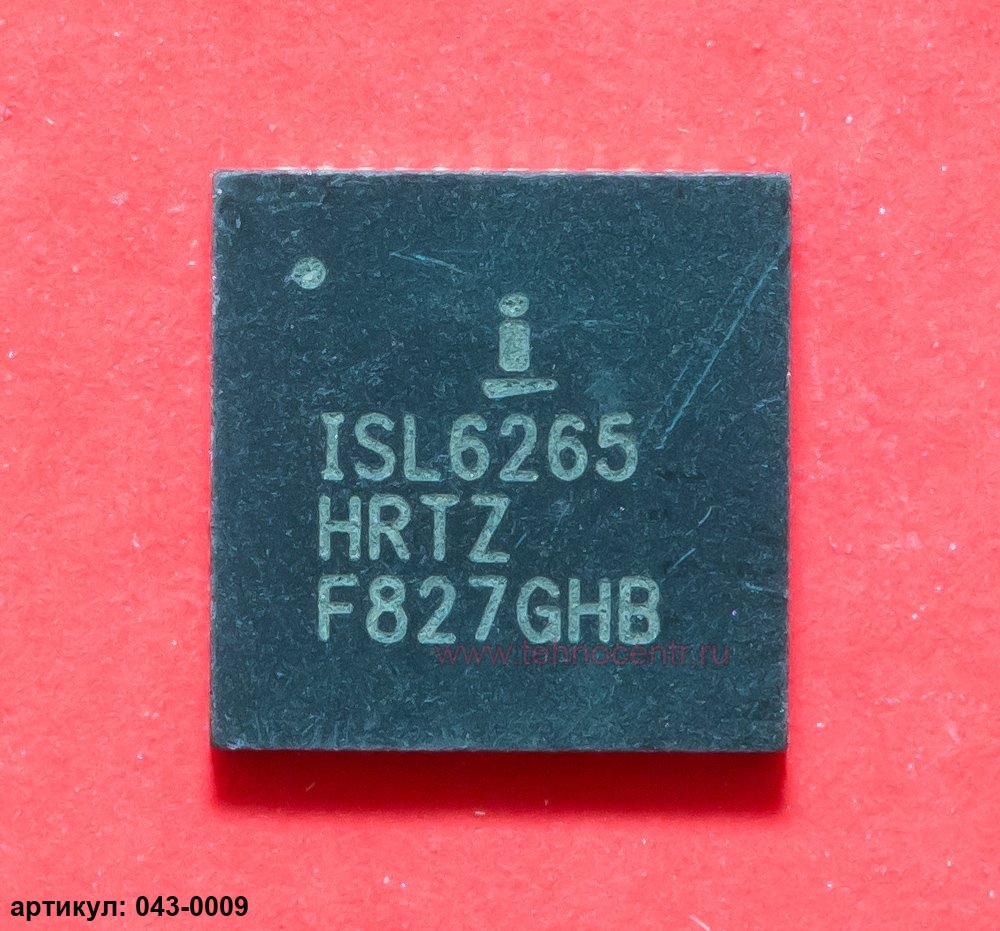 ISL6265
HRTZ
F827GHB
www.tehnocentr.ru
артикул: 043-0009